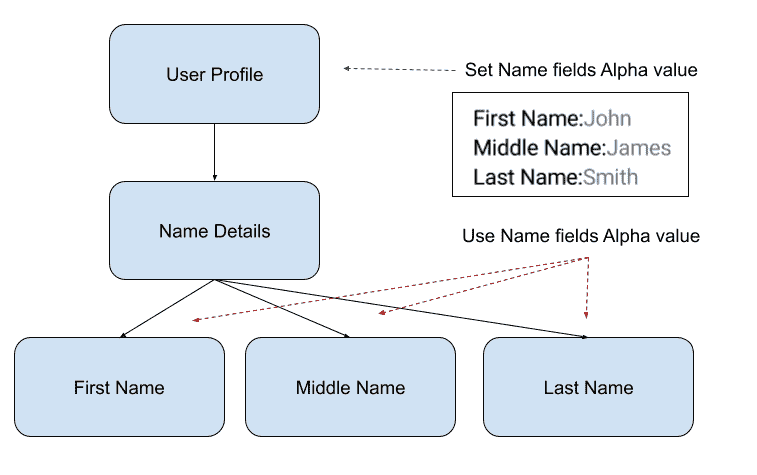 User Profile
Set Name fields Alpha value
First Name:John
Middle Name:James
Last Name:Smith
Name Details
Use Name fields Alpha value
First Name
Middle Name
Last Name